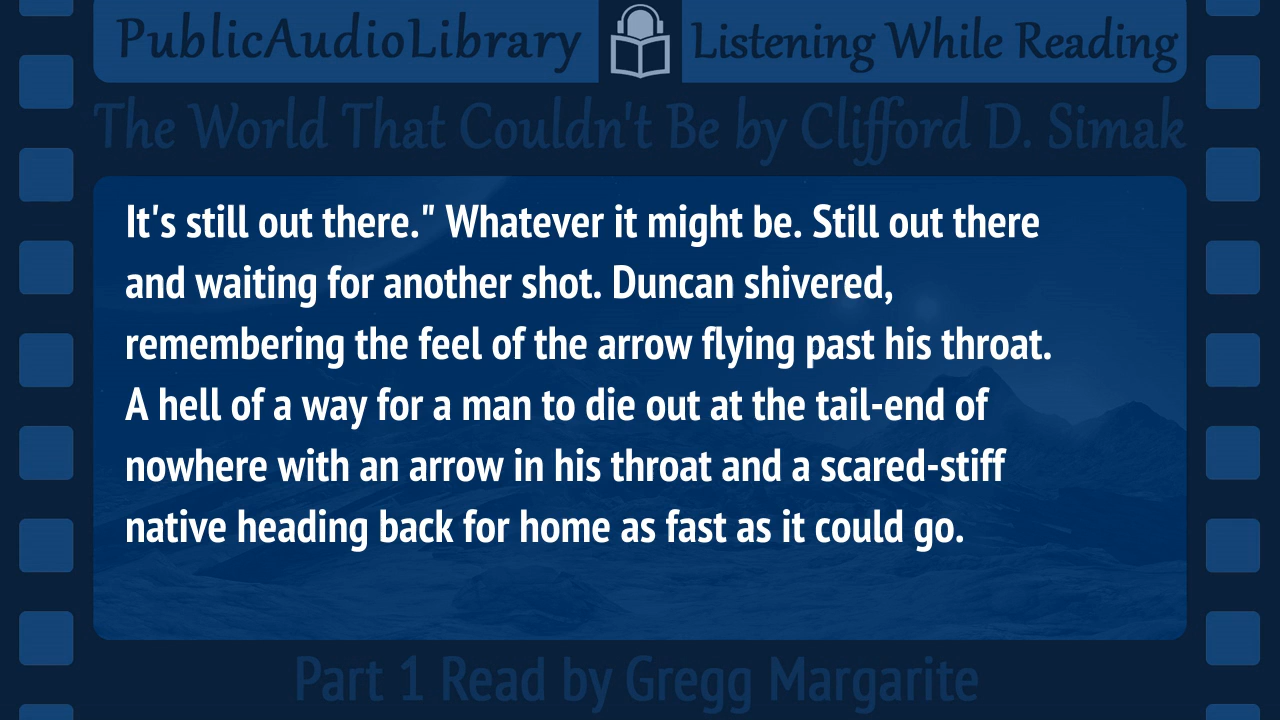 PublicAudioLibrary Listening While Reading
The World That Couldn't Be by Clifford D. Simak
It's still out there." Whatever it might be. Still out there
and waiting for another shot. Duncan shivered,
remembering the feel of the arrow flying past his throat.
A hell of a way for a man to die out at the tail-end of
nowhere with an arrow in his throat and a scared-stiff
native heading back for home as fast as it could go.
Part 1 Read by Gregg Margarite